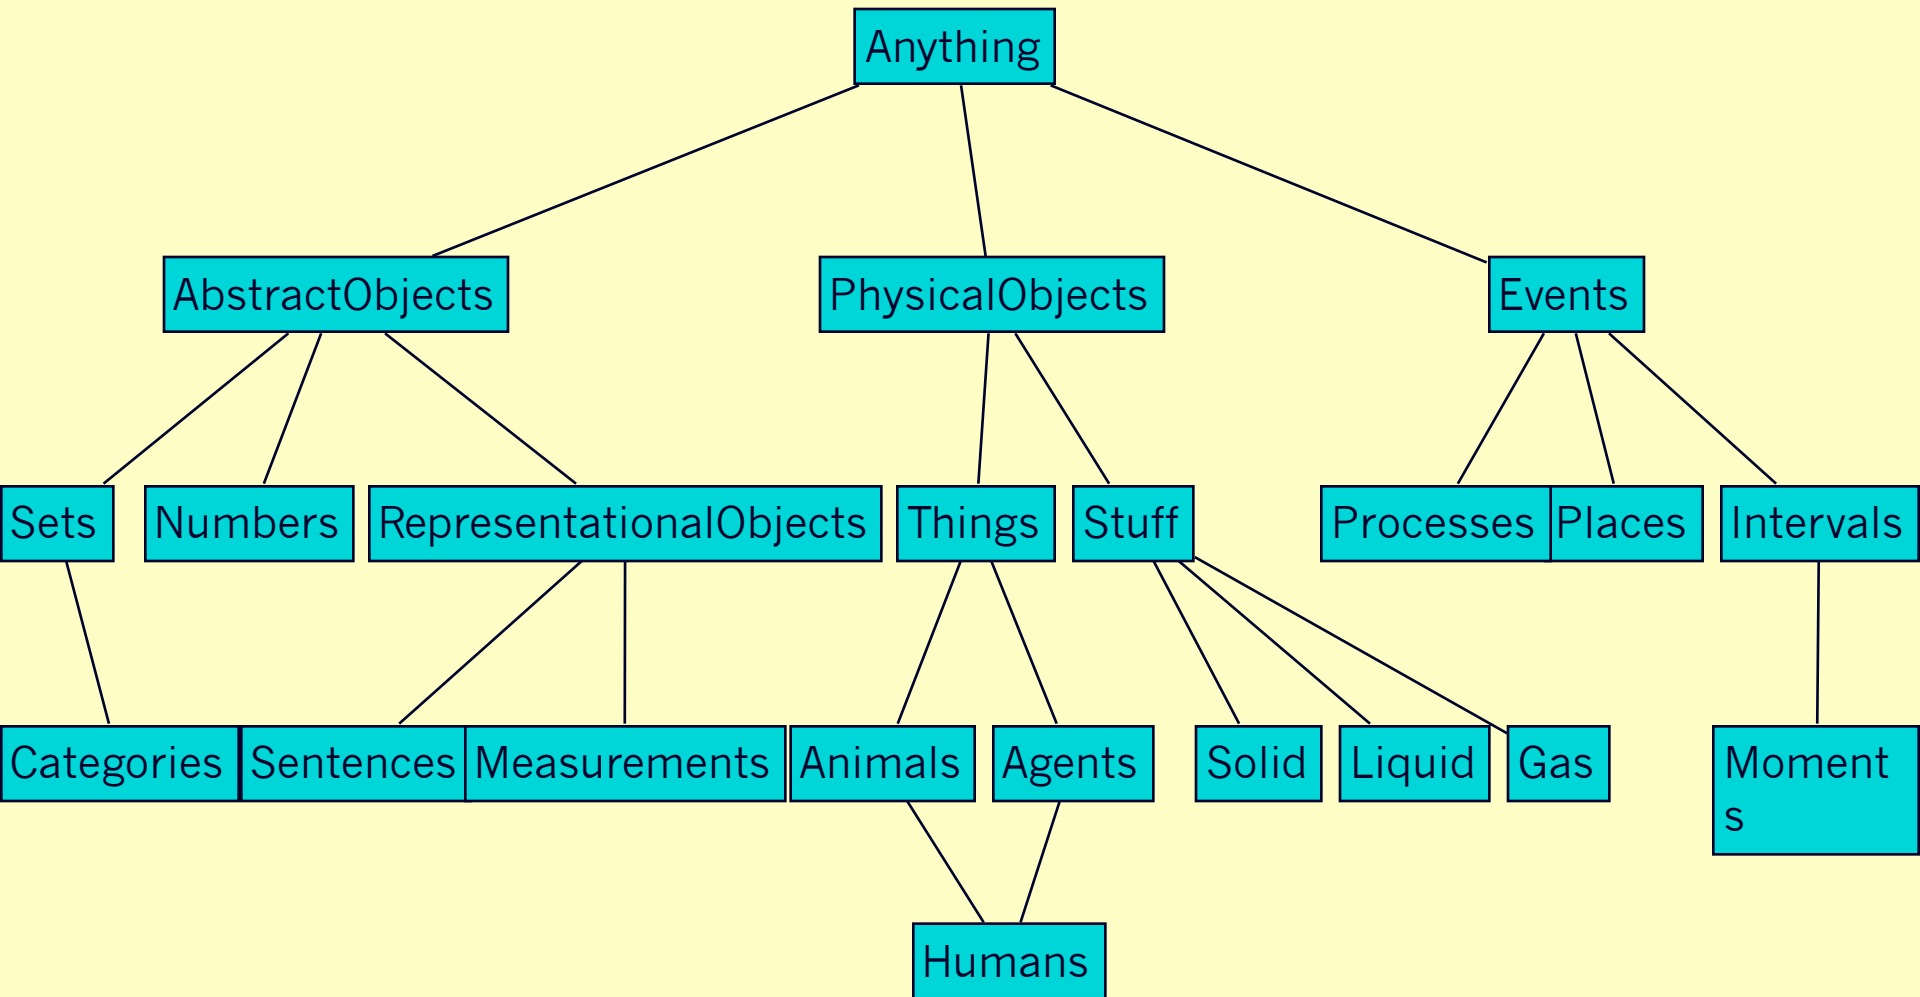 Anything
AbstractObjects
PhysicalObjects
Events
Sets
Numbers
RepresentationalObjects
Things
Stuff
Processes
Places
Intervals
Categories
Sentences
Measurements
Animals
Agents
Solid
Liquid
Gas
Moment
s
Humans